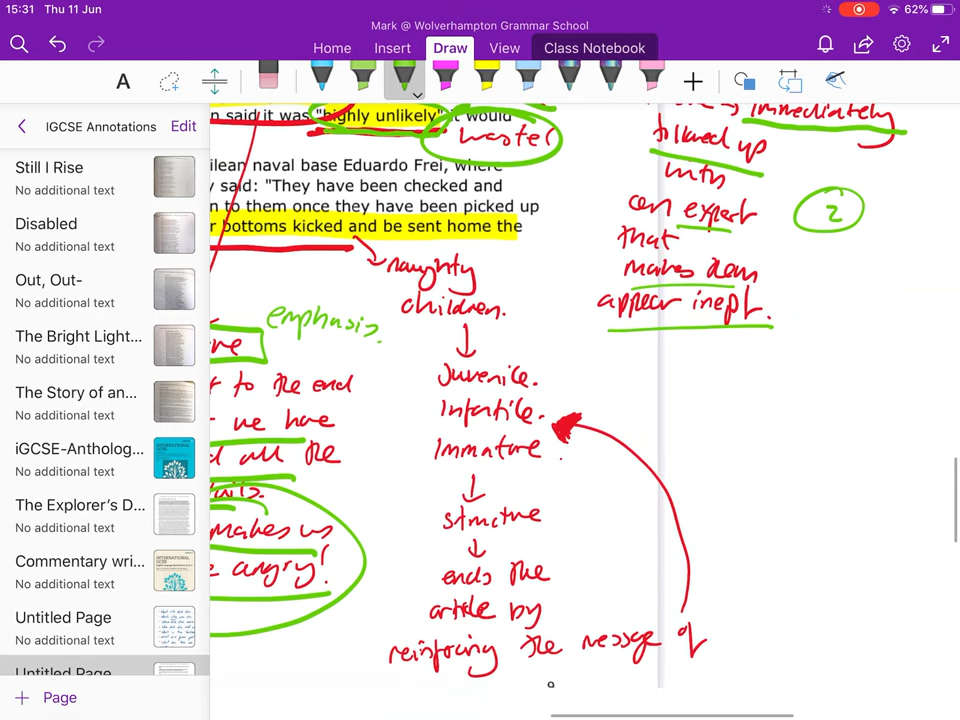 15:31 Thu 11 Jun
62%
Mark @ Wolverhampton Grammar School
Home Insert Draw View Class Notebook
A
IGCSE Annotations Edit
Still I Rise
No additional text
Disabled
No additional text
Out, Out-
No additional text
The Bright Light...
No additional text
The Story of an...
No additional text
iGCSE-Antholog...
No additional text
The Explorer's D...
No additional text
Commentary wri...
No additional text
Untitled Page
No additional text
Untitled Page
+ Page
n said it was "highly unlikely" it would
ilean naval base Eduardo Frei, where
y said: "They have been checked and
n to them once they have been picked up
r bottoms kicked and be sent home the
waster
immediately
followed up
with
an expert
that
makes them
appear inept.
2
naughty
children.
Juvenile.
Infantile.
Immature.
structure
ends the
article by
reinforcing the message of
emphasis.
to the end
we have
all the
makes us
angry!
9